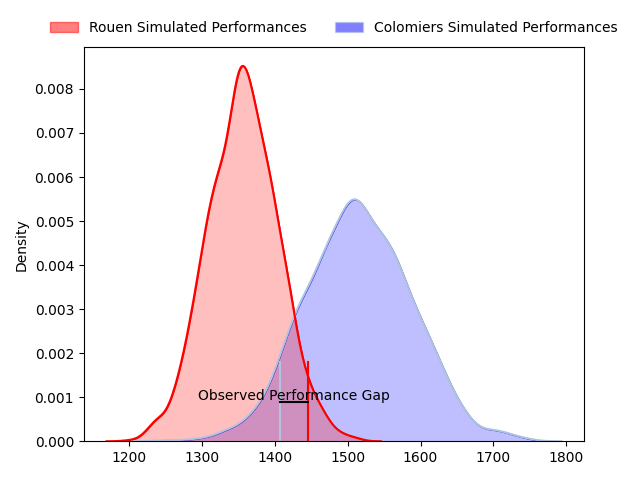 Rouen Simulated Performances
Colomiers Simulated Performances
0.008
0.007
0.006
0.005
0.004
0.003
0.002
0.001
0.000
Density
Observed Performance Gap
1200 1300 1400 1500 1600 1700 1800